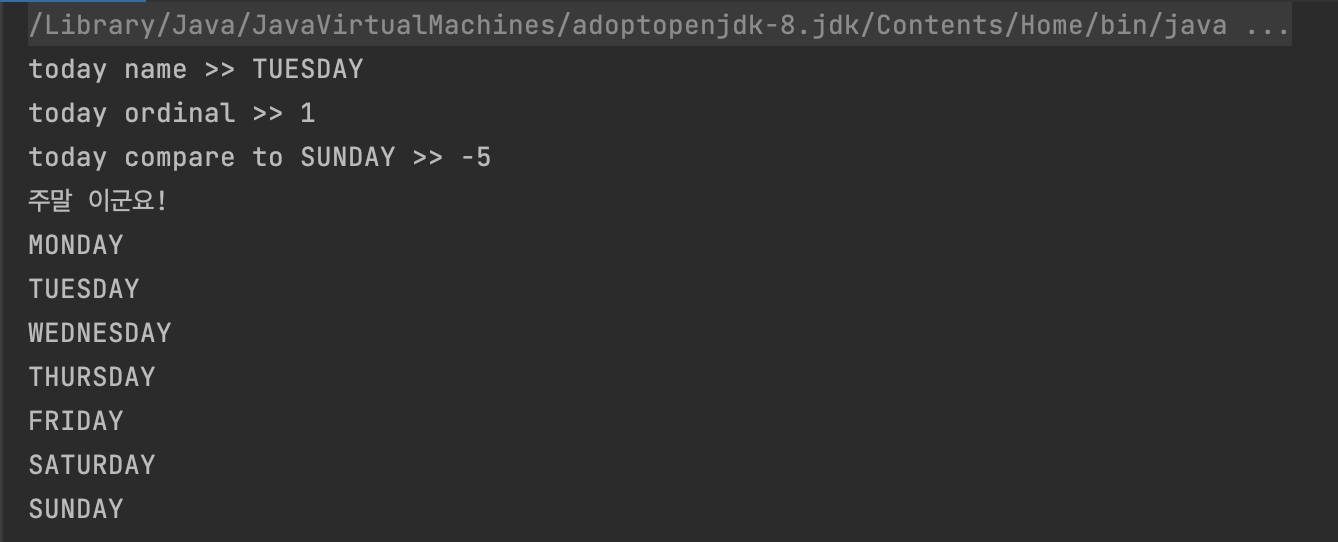 /Library/Java/JavaVirtualMachines/adoptopenjdk-8.jdk/Contents/Home/bin/java ...
today name >> TUESDAY
today ordinal >> 1
today compare to SUNDAY >> -5
주말 이군요!
MONDAY
TUESDAY
WEDNESDAY
THURSDAY
FRIDAY
SATURDAY
SUNDAY